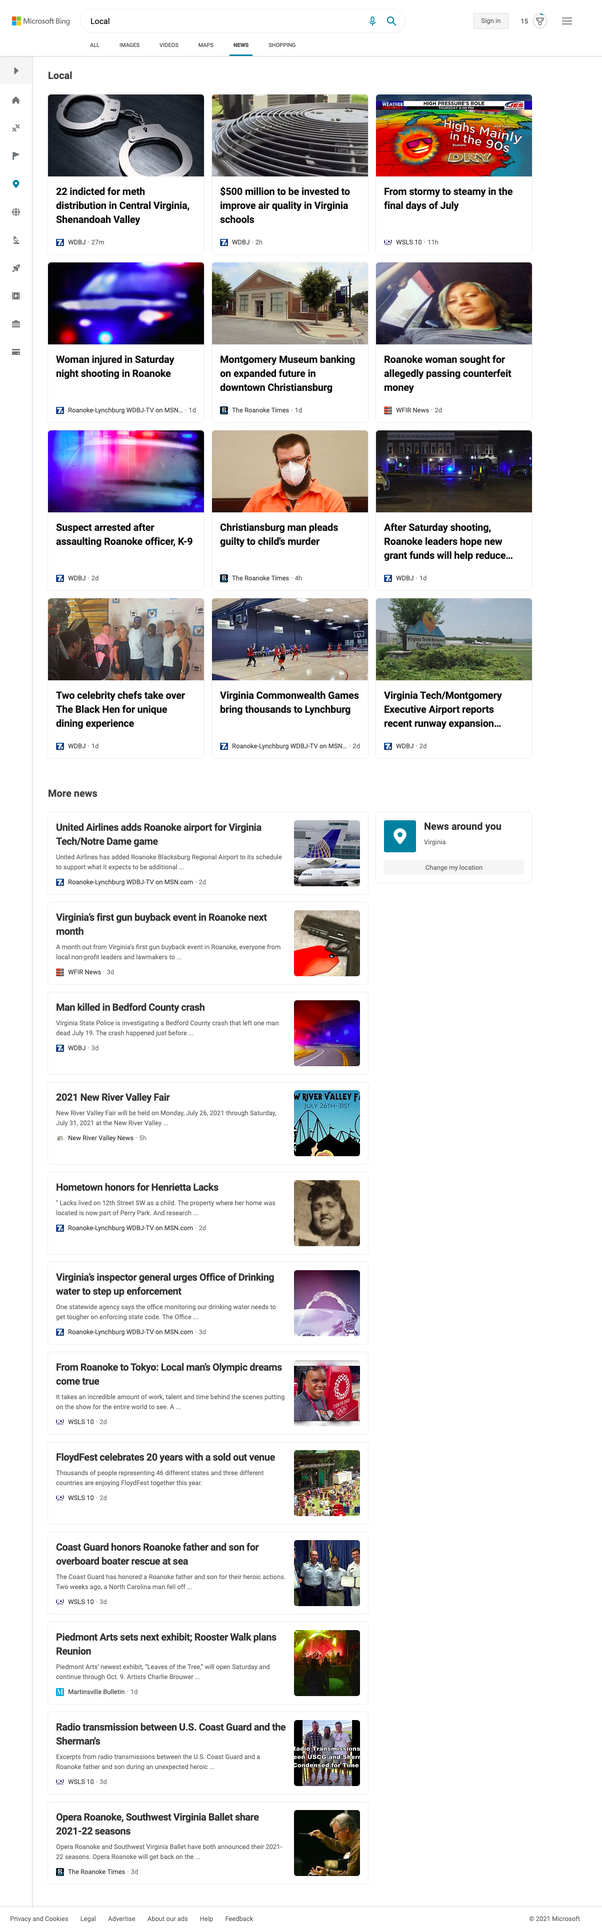 Microsoft Bing
Local
Sign in
15
ALL
IMAGES
VIDEOS
MAPS
NEWS
SHOPPING
Local
WEATHER
HIGH PRESSURE'S ROLE
Highs Mainly
in the 90s
DRY
22 indicted for meth
distribution in Central Virginia,
Shenandoah Valley
WDBJ · 27m
$500 million to be invested to
improve air quality in Virginia
schools
WDBJ · 2h
From stormy to steamy in the
final days of July
WSLS 10 · 11h
Woman injured in Saturday
night shooting in Roanoke
Roanoke-Lynchburg WDBJ-TV on MSN... · 1d
Montgomery Museum banking
on expanded future in
downtown Christiansburg
The Roanoke Times · 1d
Roanoke woman sought for
allegedly passing counterfeit
money
WFIR News · 2d
Suspect arrested after
assaulting Roanoke officer, K-9
WDBJ · 2d
Christiansburg man pleads
guilty to child's murder
The Roanoke Times · 4h
After Saturday shooting,
Roanoke leaders hope new
grant funds will help reduce...
WDBJ · 1d
Two celebrity chefs take over
The Black Hen for unique
dining experience
WDBJ · 1d
Virginia Commonwealth Games
bring thousands to Lynchburg
Roanoke-Lynchburg WDBJ-TV on MSN... · 2d
Virginia Tech/Montgomery
Executive Airport reports
recent runway expansion...
WDBJ · 2d
More news
United Airlines adds Roanoke airport for Virginia
Tech/Notre Dame game
United Airlines has added Roanoke Blacksburg Regional Airport to its schedule
to support what it expects to be additional ...
Roanoke-Lynchburg WDBJ-TV on MSN.com · 2d
News around you
Virginia
Change my location
Virginia's first gun buyback event in Roanoke next
month
A month out from Virginia's first gun buyback event in Roanoke, everyone from
local non-profit leaders and lawmakers to ...
WFIR News · 3d
Man killed in Bedford County crash
Virginia State Police is investigating a Bedford County crash that left one man
dead July 19. The crash happened just before ...
WDBJ · 3d
2021 New River Valley Fair
New River Valley Fair will be held on Monday, July 26, 2021 through Saturday,
July 31, 2021 at the New River Valley ...
New River Valley News · 5h
W RIVER VALLEY FA
JULY 26TH-31ST
Hometown honors for Henrietta Lacks
" Lacks lived on 12th Street SW as a child. The property where her home was
located is now part of Perry Park. And research ...
Roanoke-Lynchburg WDBJ-TV on MSN.com · 2d
Virginia's inspector general urges Office of Drinking
water to step up enforcement
One statewide agency says the office monitoring our drinking water needs to
get tougher on enforcing state code. The Office ...
Roanoke-Lynchburg WDBJ-TV on MSN.com · 3d
From Roanoke to Tokyo: Local man's Olympic dreams
come true
It takes an incredible amount of work, talent and time behind the scenes putting
on the show for the entire world to see. A ...
WSLS 10 · 2d
FloydFest celebrates 20 years with a sold out venue
Thousands of people representing 46 different states and three different
countries are enjoying FloydFest together this year.
WSLS 10 · 2d
Coast Guard honors Roanoke father and son for
overboard boater rescue at sea
The Coast Guard has honored a Roanoke father and son for their heroic actions.
Two weeks ago, a North Carolina man fell off ...
WSLS 10 · 3d
Piedmont Arts sets next exhibit; Rooster Walk plans
Reunion
Piedmont Arts' newest exhibit, "Leaves of the Tree," will open Saturday and
continue through Oct. 9. Artists Charlie Brouwer ...
Martinsville Bulletin · 1d
Radio transmission between U.S. Coast Guard and the
Sherman's
Excerpts from radio transmissions between the U.S. Coast Guard and a
Roanoke father and son during an unexpected heroic ...
WSLS 10 · 3d
Radio Transmissions
een USCG and Sherm
Condensed for Time
Opera Roanoke, Southwest Virginia Ballet share
2021-22 seasons
Opera Roanoke and Southwest Virginia Ballet have both announced their 2021-
22 seasons. Opera Roanoke will get back on the ...
The Roanoke Times · 3d
Privacy and Cookies
Legal
Advertise
About our ads
Help
Feedback
© 2021 Microsoft